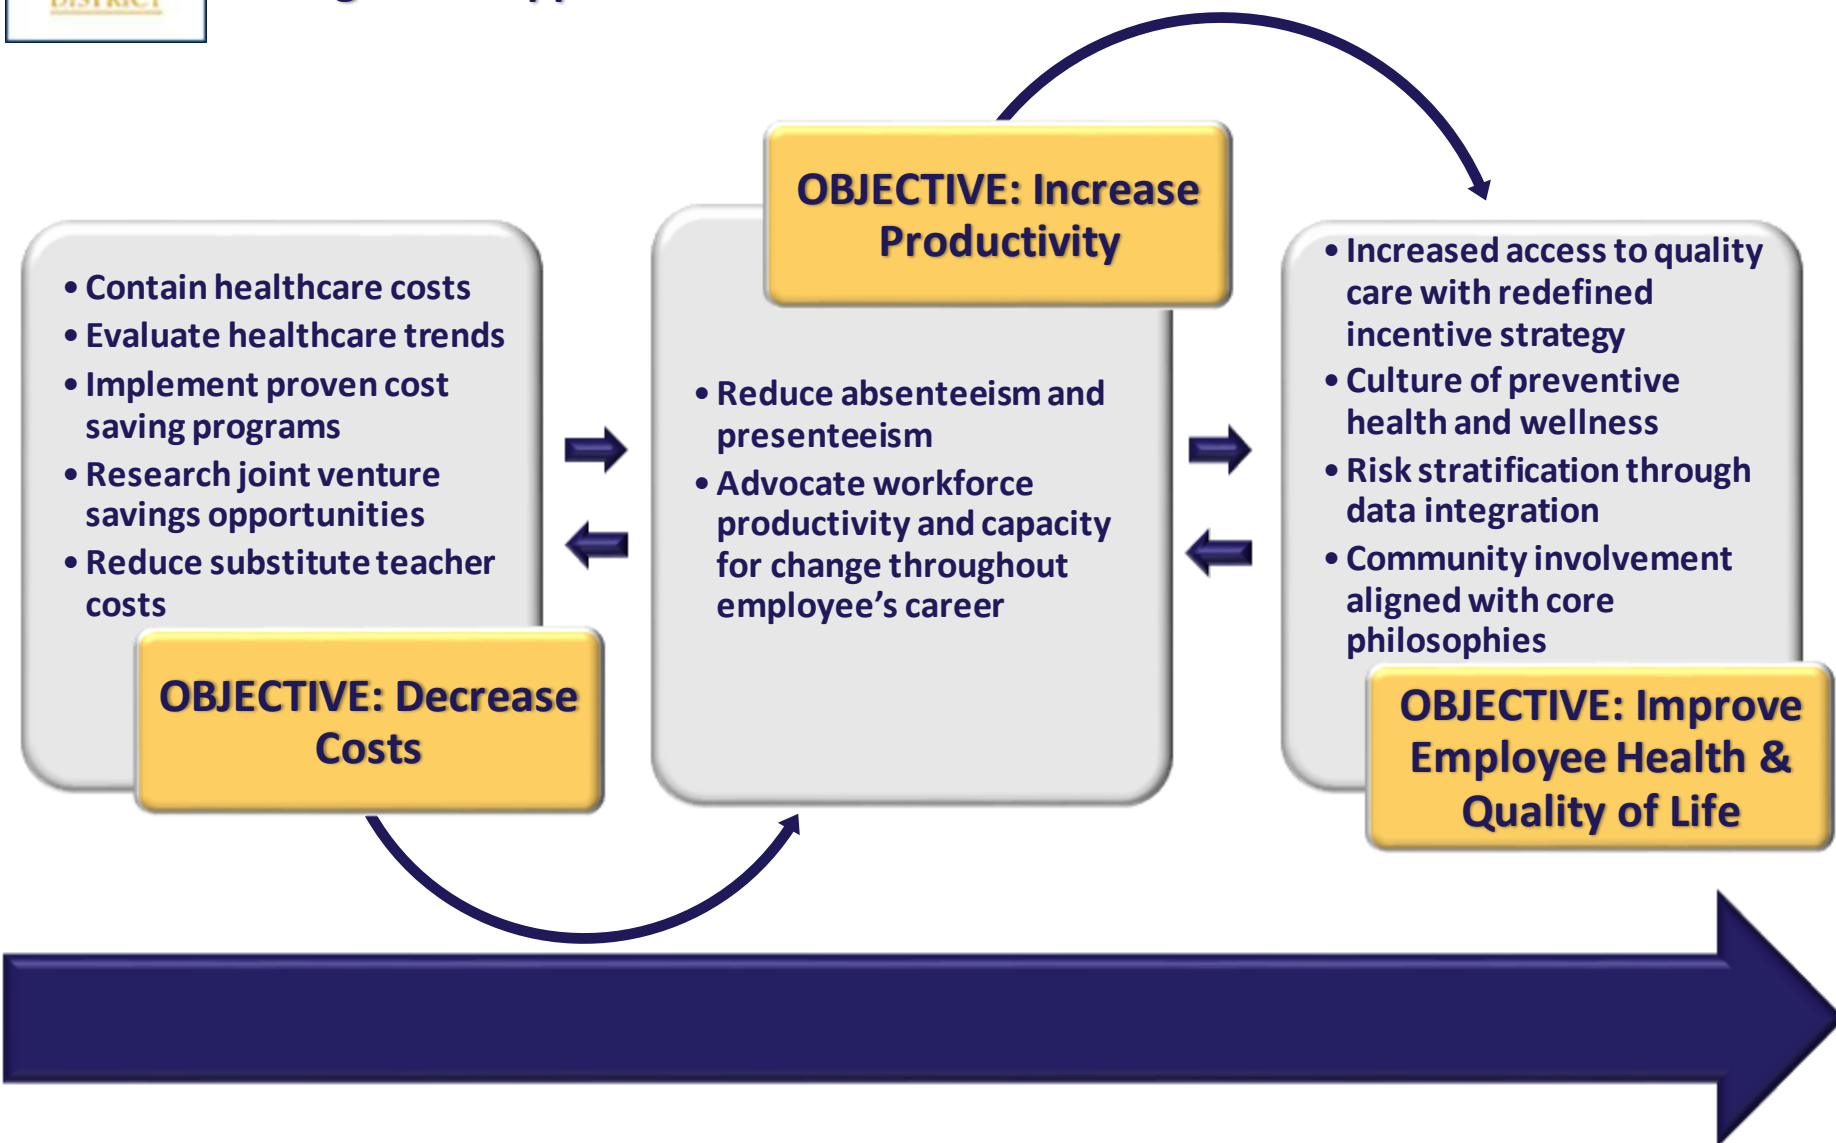 DISTRICT
OBJECTIVE: Increase
Productivity
• Contain healthcare costs
• Evaluate healthcare trends
• Implement proven cost
saving programs
• Research joint venture
savings opportunities
• Reduce substitute teacher
costs
OBJECTIVE: Decrease
Costs
• Reduce absenteeism and
presenteeism
• Advocate workforce
productivity and capacity
for change throughout
employee’s career
• Increased access to quality
care with redefined
incentive strategy
• Culture of preventive
health and wellness
• Risk stratification through
data integration
• Community involvement
aligned with core
philosophies
OBJECTIVE: Improve
Employee Health &
Quality of Life